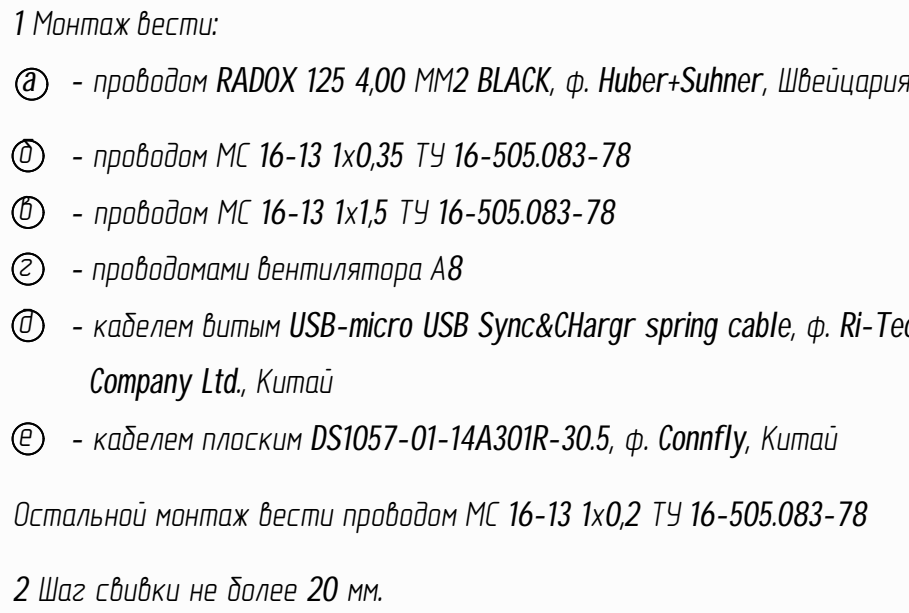 1 Монтаж вести:
а - проводом RADOX 125 4,00 ММ2 BLACK, ф. Huber+Suhner, Швейцария
б - проводом МС 16-13 1х0,35 ТУ 16-505.083-78
в - проводом МС 16-13 1х1,5 ТУ 16-505.083-78
г - проводами вентилятора А8
д - кабелем витым USB-micro USB Sync&CHargr spring cable, ф.
Company Ltd., Китай
е - кабелем плоским DS1057-01-14A301R-30.5, ф. Connfly, Китай
Остальной монтаж вести проводом МС 16-13 1х0,2 ТУ 16-505.083-78
2 Шаг свивки не более 20 мм.